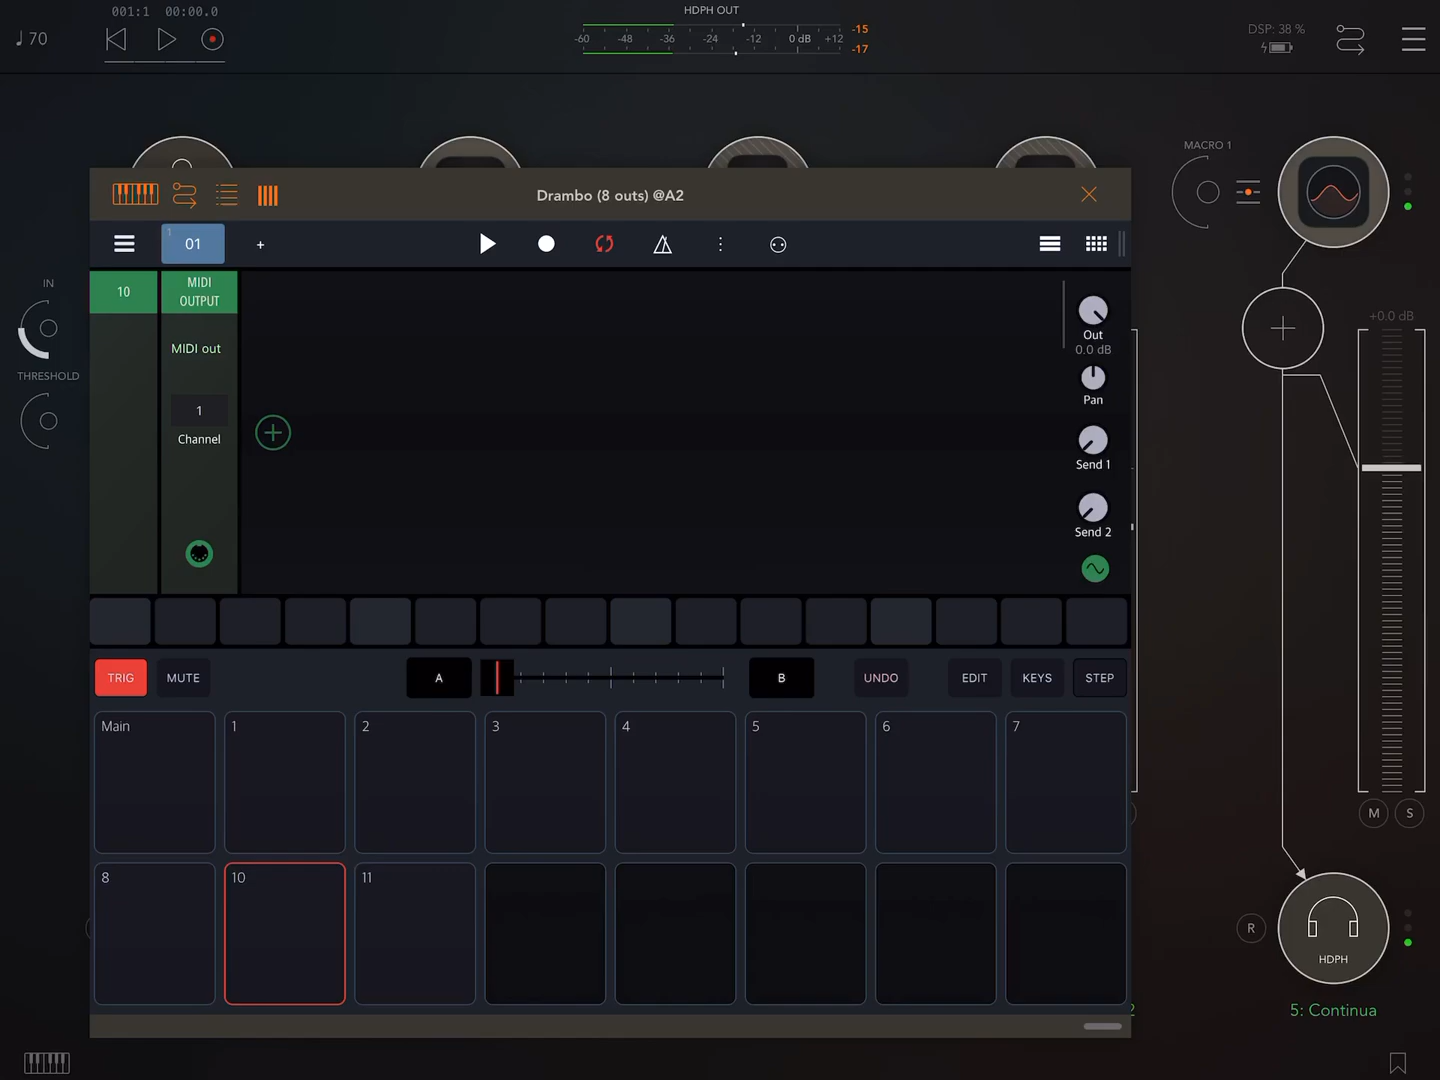 001:1 00:00.0
HDPH OUT
♩ 70
-60 -48 -36 -24 -12 0 dB +12
-15
-17
DSP: 38 %
MACRO 1
Drambo (8 outs) @A2
1 01 +
IN
THRESHOLD
10
MIDI
OUTPUT
MIDI out
1
Channel
Out
0.0 dB
Pan
Send 1
Send 2
+0.0 dB
TRIG MUTE A B UNDO EDIT KEYS STEP
Main 1 2 3 4 5 6 7
8 10 11
M S
R
HDPH
2
5: Continua